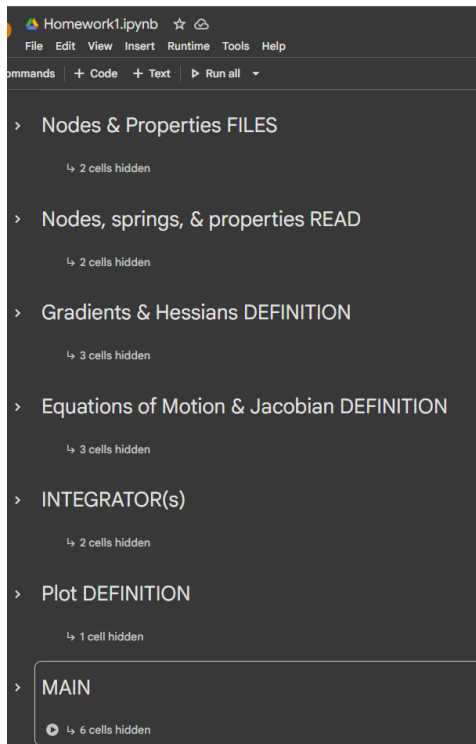 Homework1.ipynb
File Edit View Insert Runtime Tools Help
ommands + Code + Text Run all
Nodes & Properties FILES
2 cells hidden
Nodes, springs, & properties READ
2 cells hidden
Gradients & Hessians DEFINITION
3 cells hidden
Equations of Motion & Jacobian DEFINITION
3 cells hidden
INTEGRATOR(s)
2 cells hidden
Plot DEFINITION
1 cell hidden
MAIN
6 cells hidden